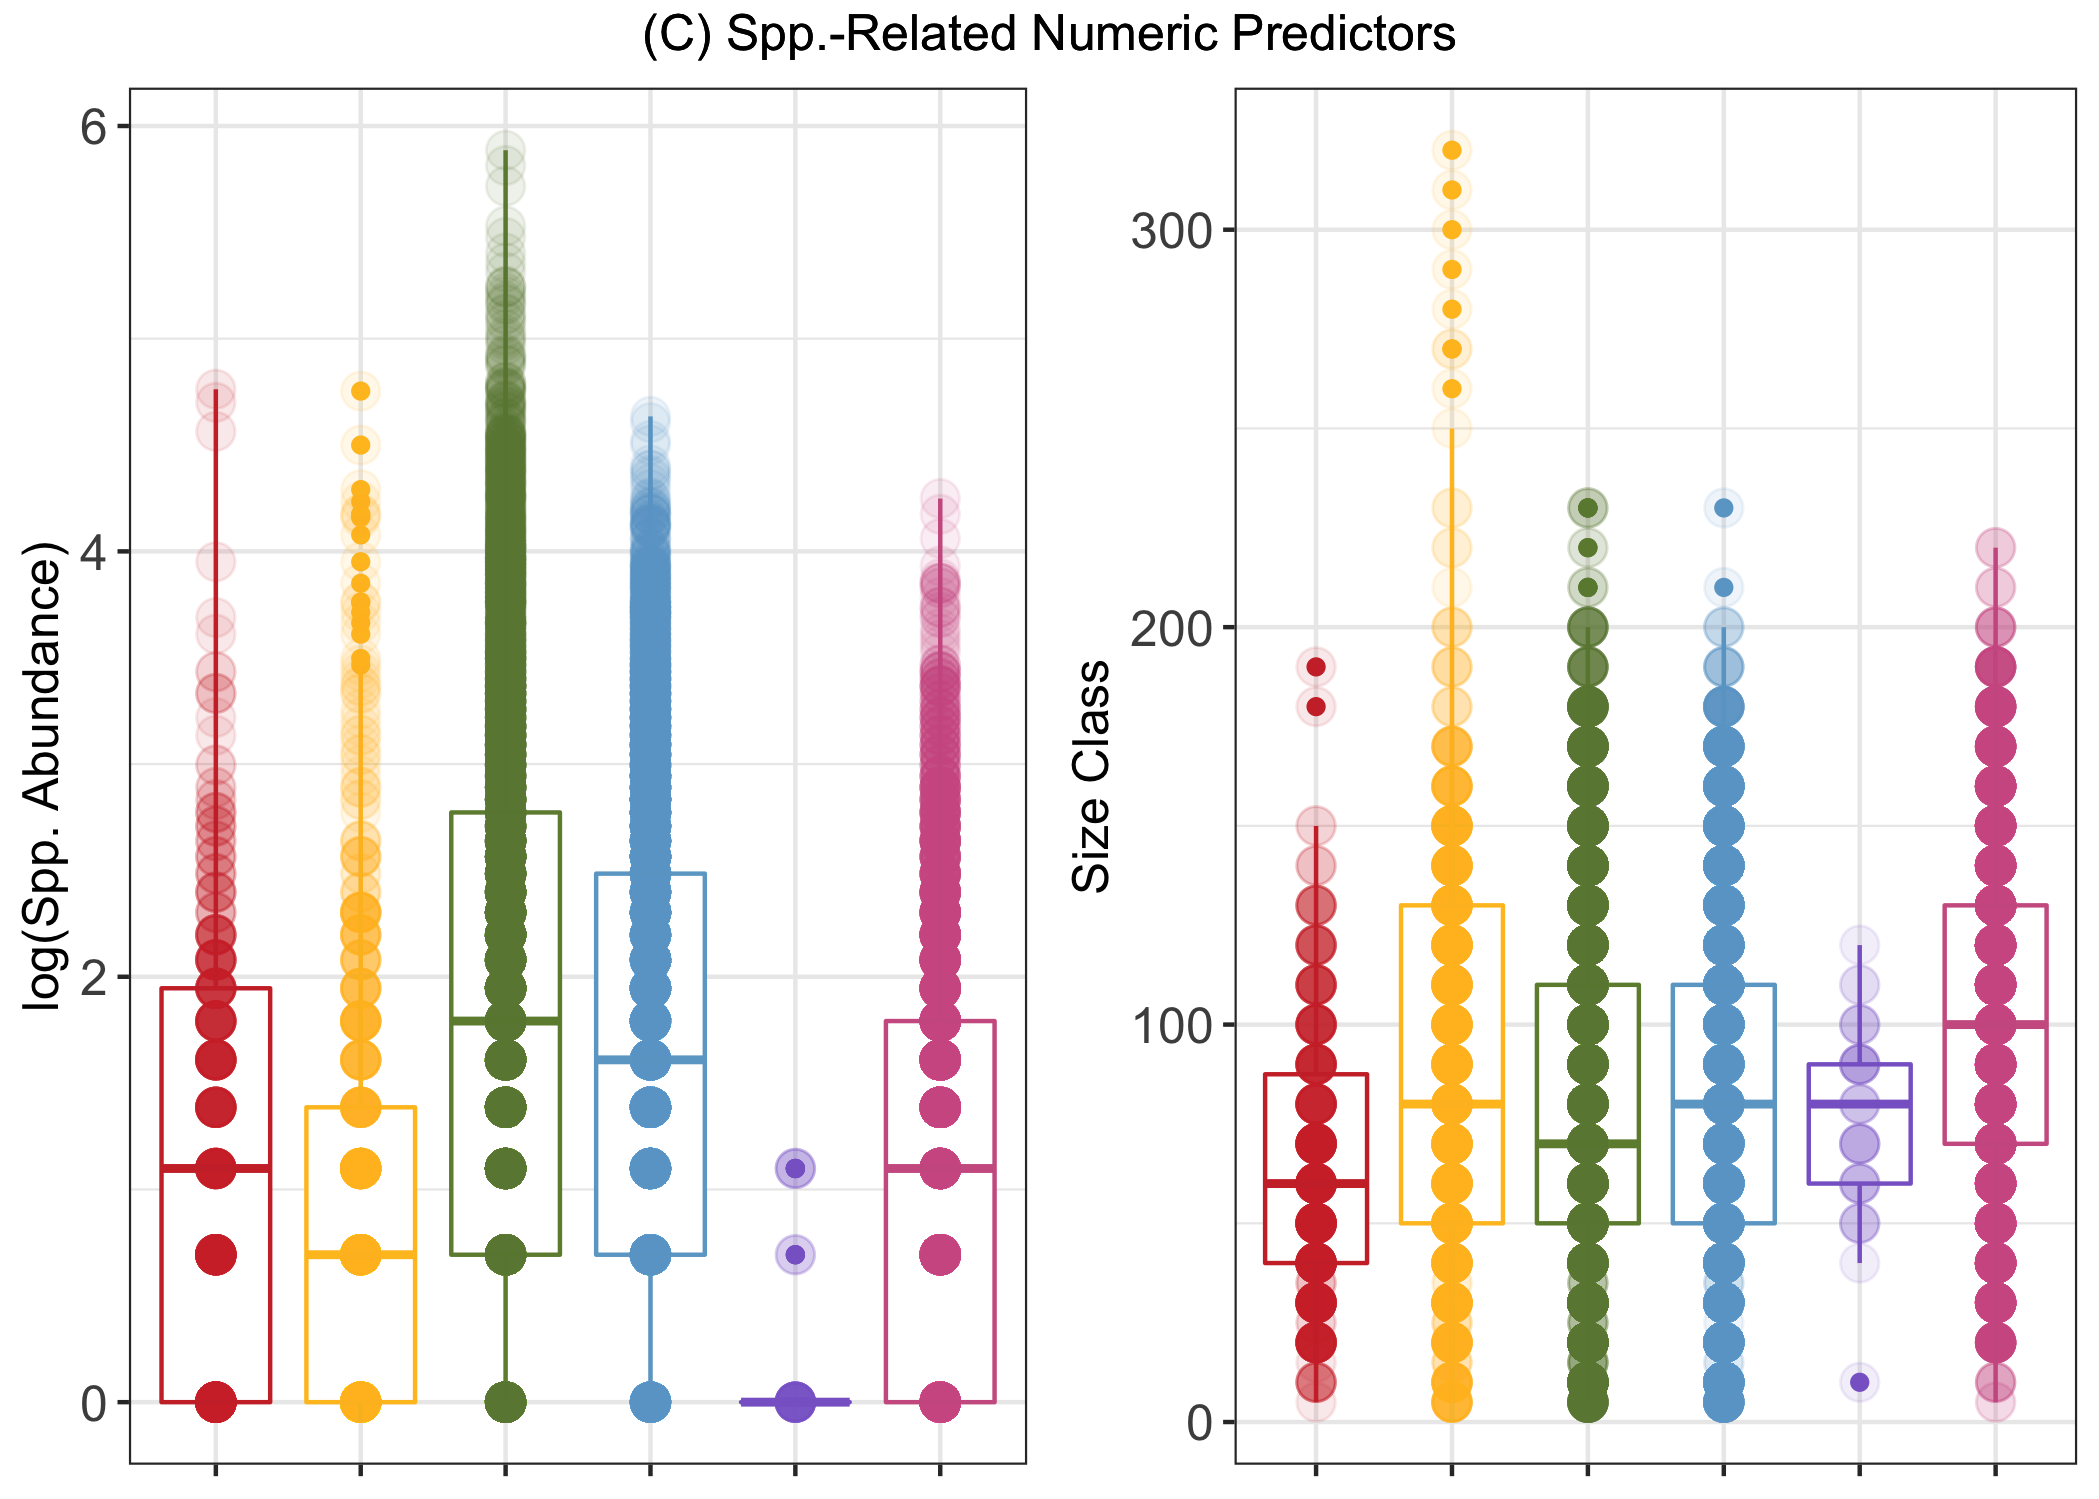 (C) Spp.-Related Numeric Predictors
log(Spp. Abundance)
6
4
2
0
Size Class
300
200
100
0